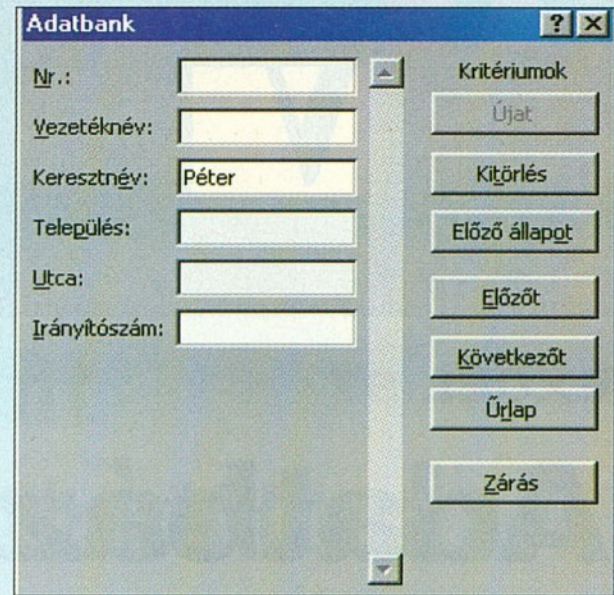 Adatbank
Nr.:
Vezetéknév:
Keresztnév: Péter
Település:
Utca:
Irányítószám:
Kritériumok
Újat
Kitörlés
Előző állapot
Előzőt
Következőt
Űrlap
Zárás